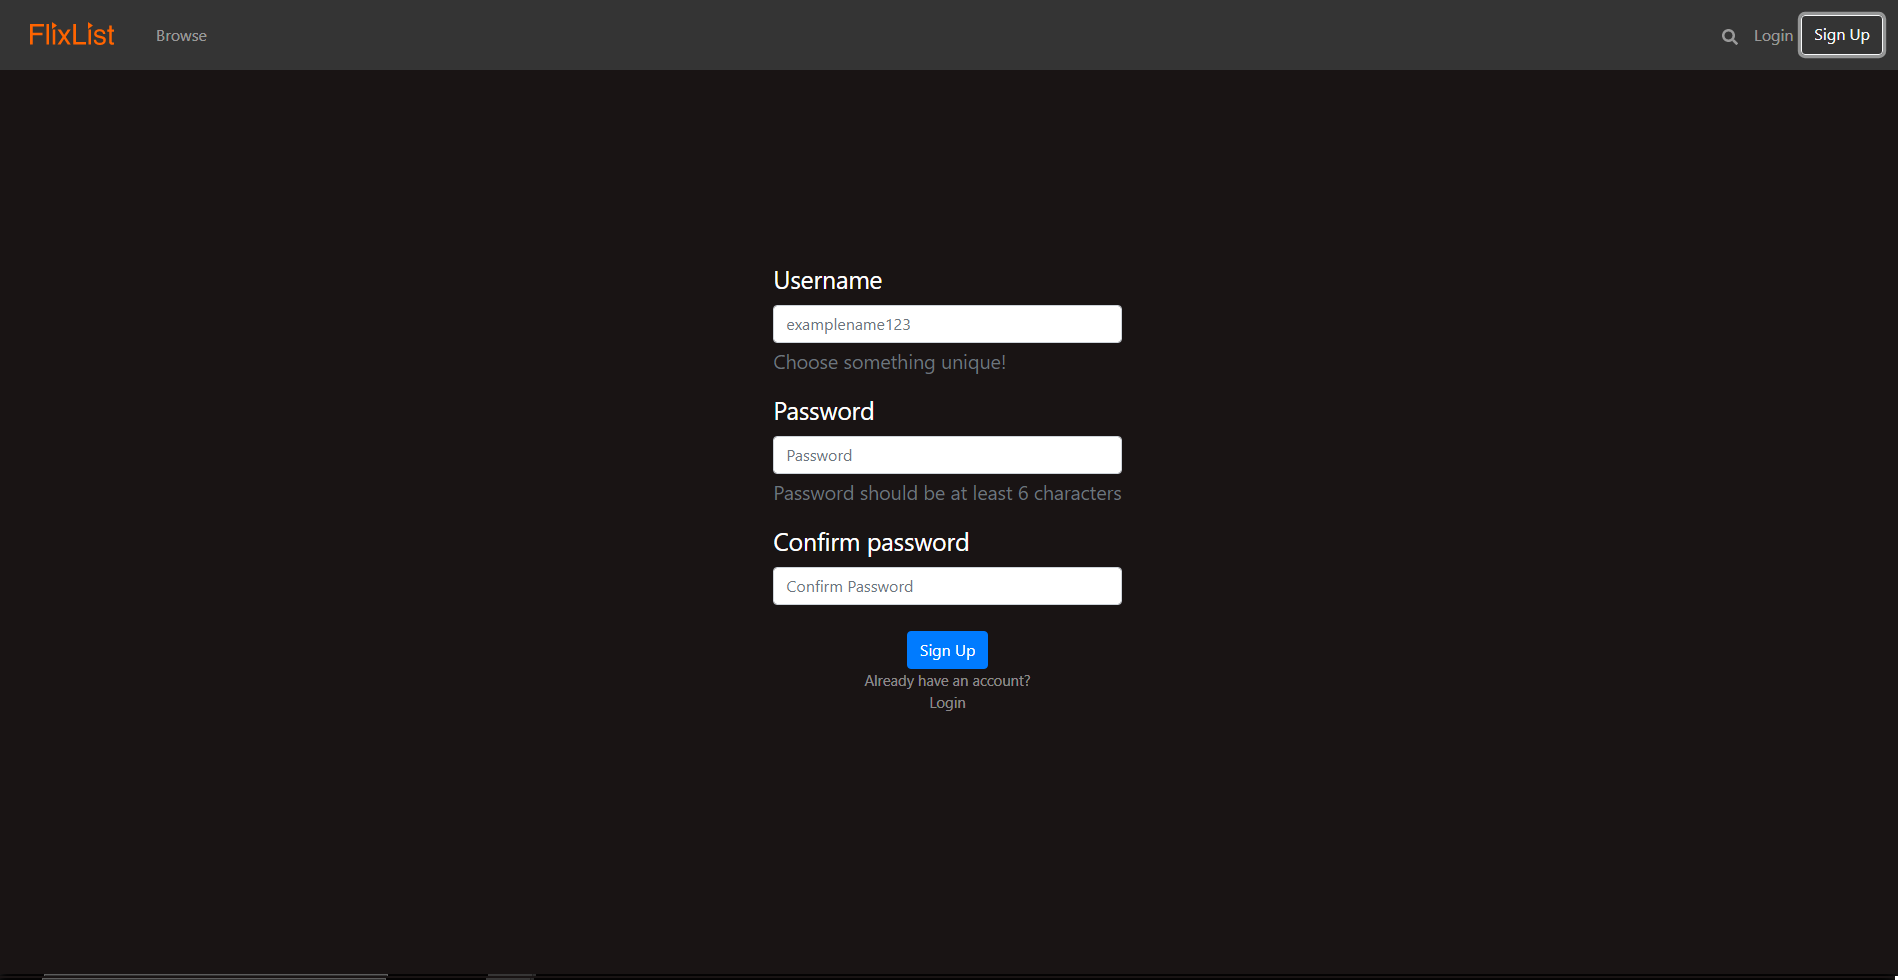 FlixList Browse Login Sign Up
Username
examplename123
Choose something unique!
Password
Password
Password should be at least 6 characters
Confirm password
Confirm Password
Sign Up
Already have an account?
Login